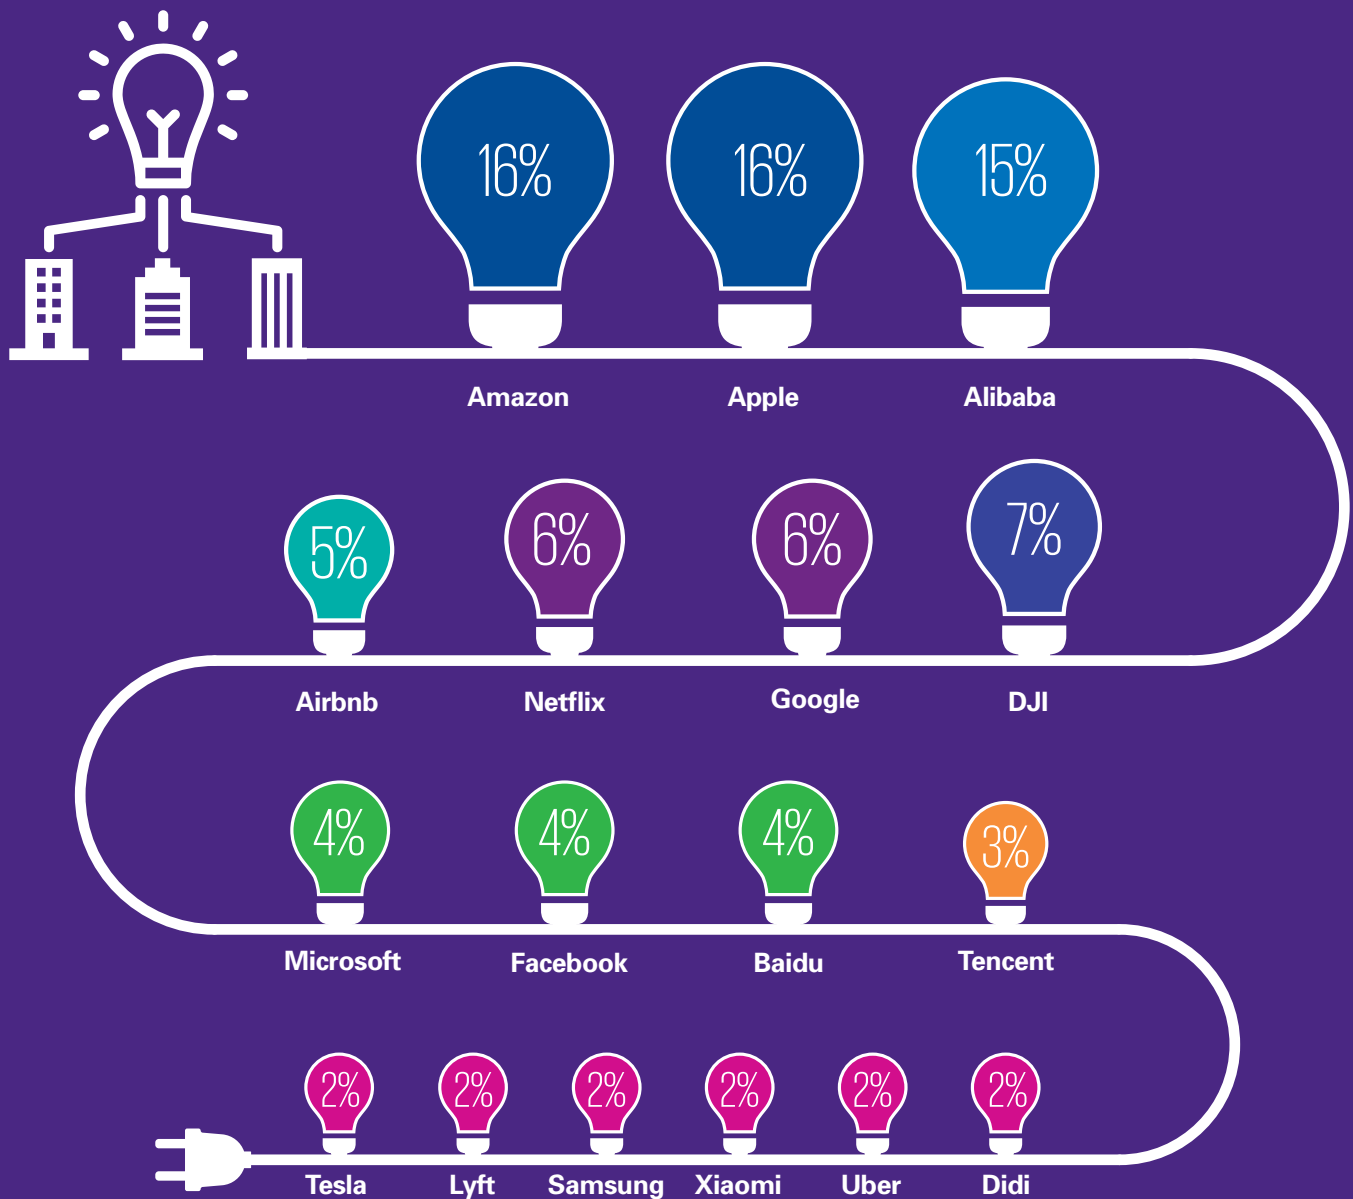 16% 16% 15%
Amazon Apple Alibaba
5% 6% 6% 7%
Airbnb Netflix Google DJI
4% 4% 4% 3%
Microsoft Facebook Baidu Tencent
2% 2% 2% 2% 2% 2%
Tesla Lyft Samsung Xiaomi Uber Didi